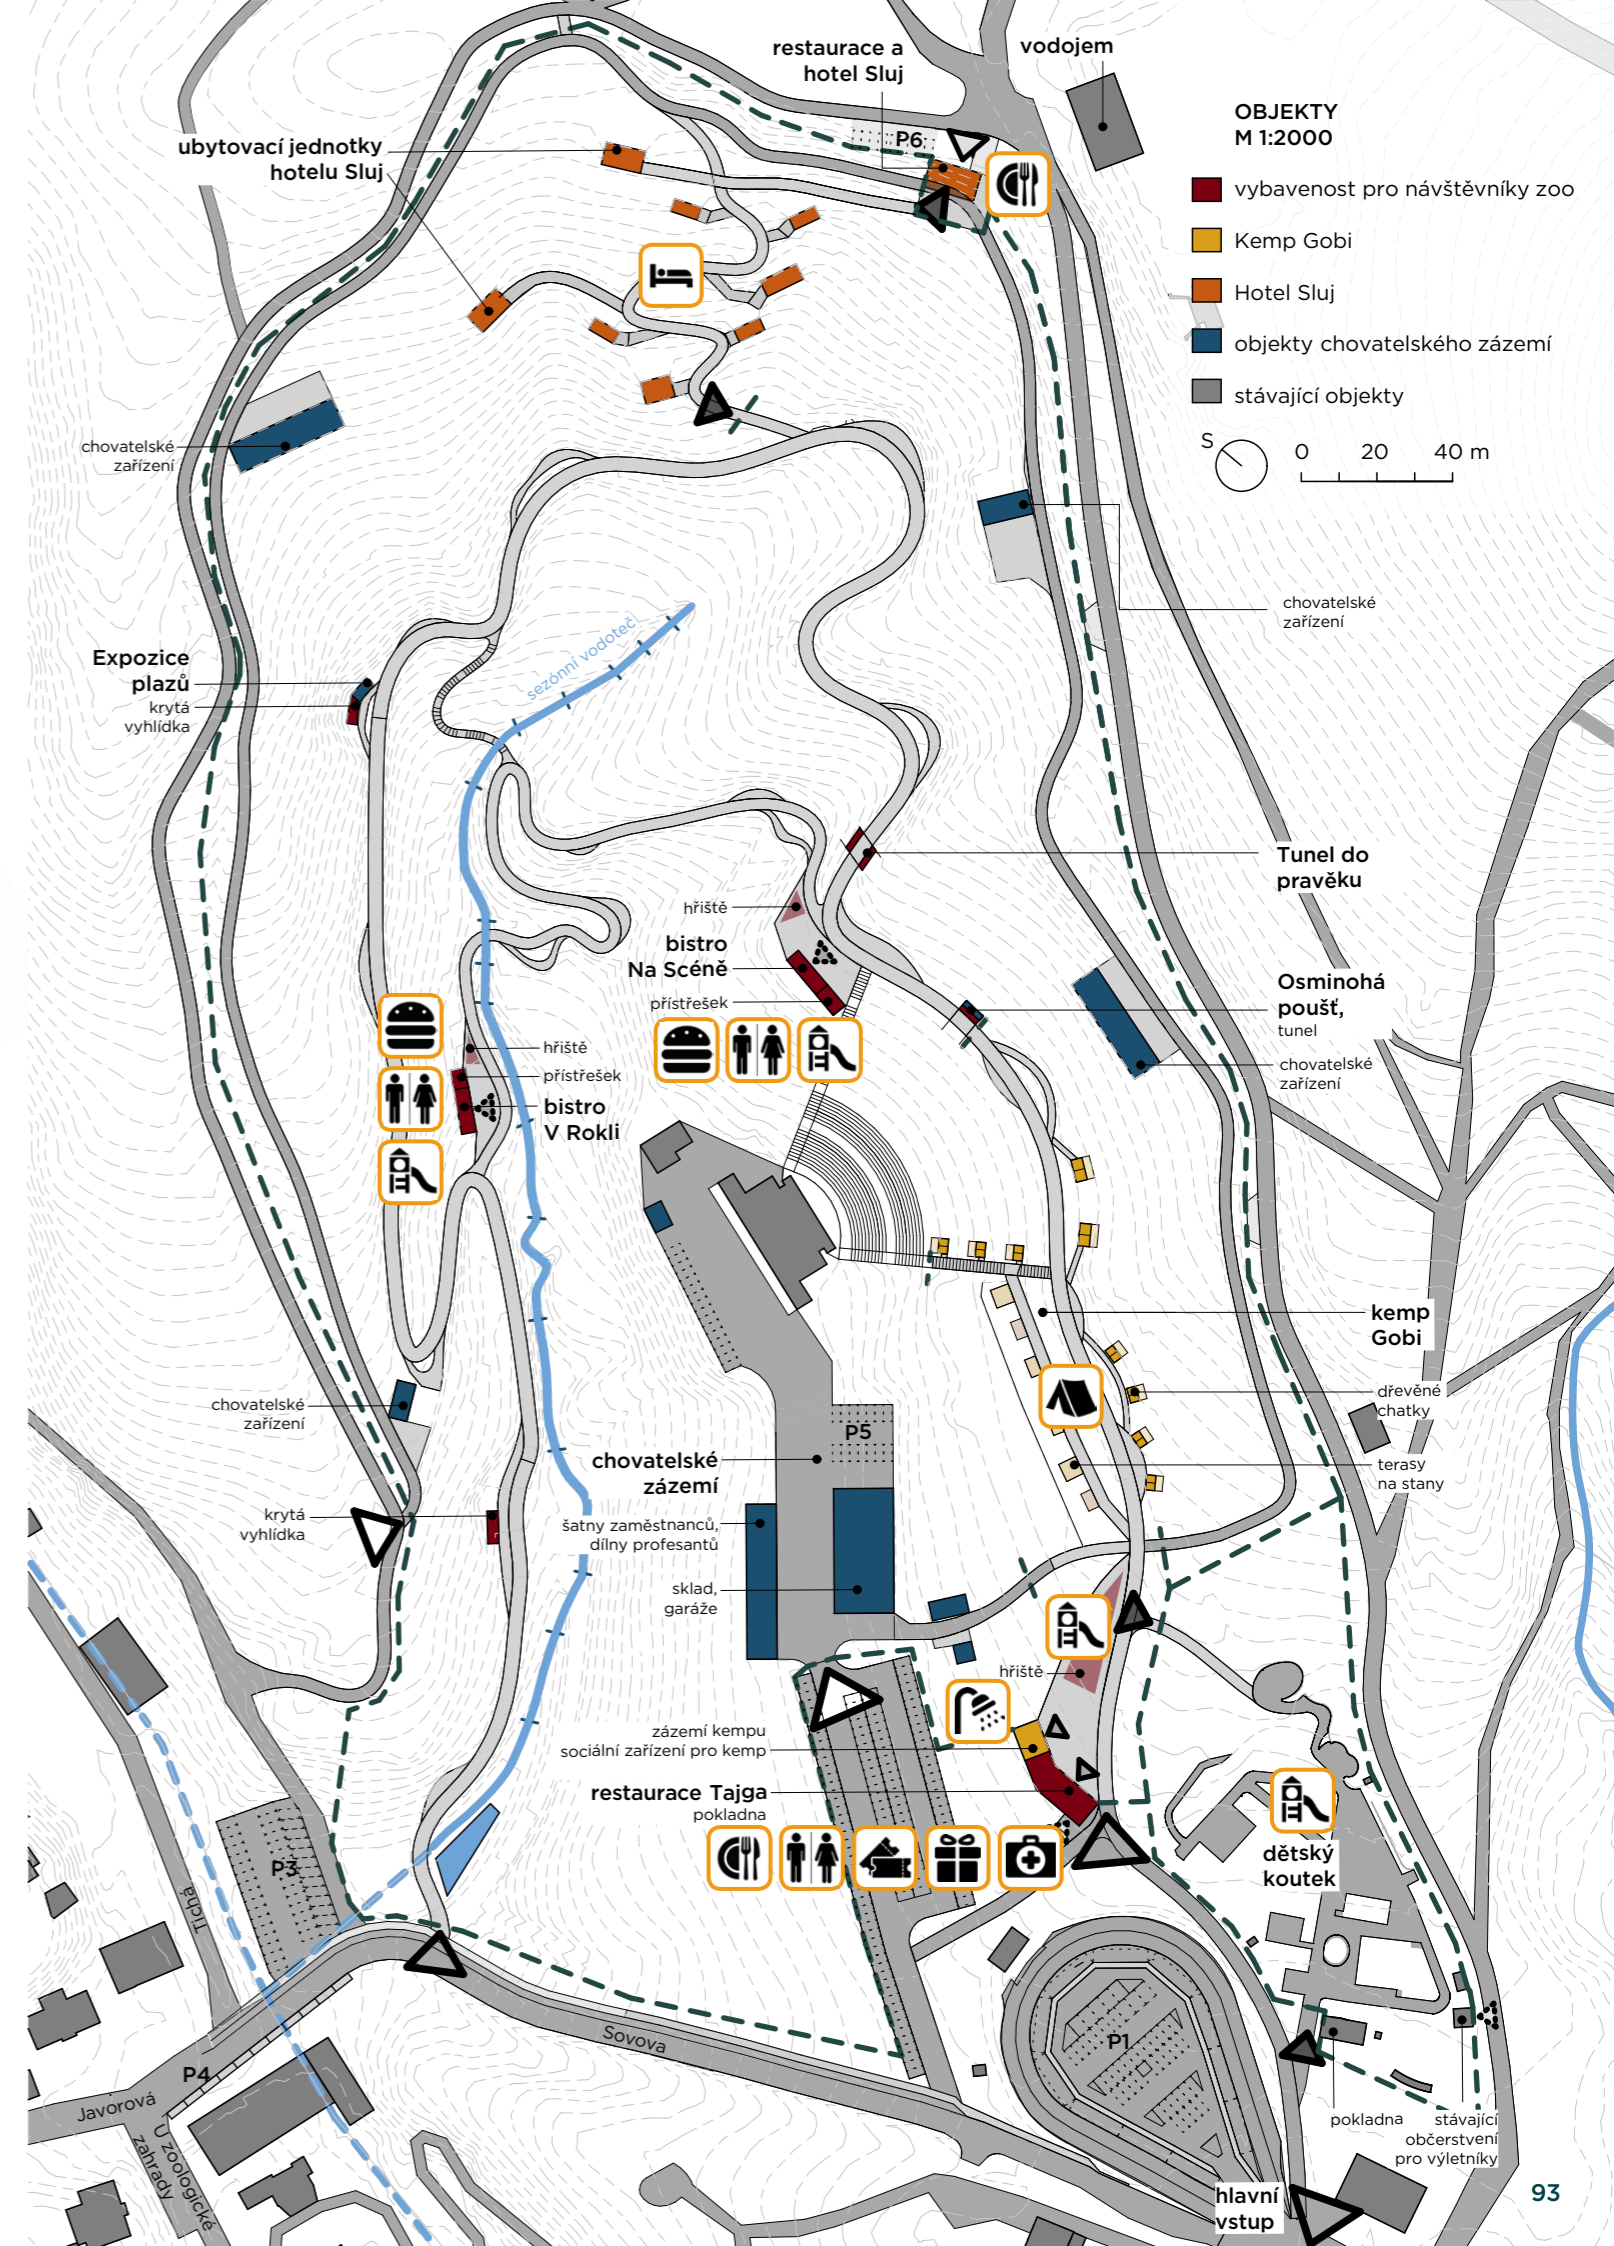 restaurace a
hotel Sluj
vodojem
OBJEKTY
M 1:2000
vybavenost pro návštěvníky zoo
Kemp Gobi
Hotel Sluj
objekty chovatelského zázemí
stávající objekty
S
0 20 40 m
P6
ubytovací jednotky
hotelu Sluj
chovatelské
zařízení
chovatelské
zařízení
sezónní vodoteč
Expozice
plazů
krytá
vyhlídka
Tunel do
pravěku
hřiště
bistro
Na Scéně
přístřešek
Osminohá
poušť,
tunel
chovatelské
zařízení
hřiště
přístřešek
bistro
V Rokli
kemp
Gobi
dřevěné
chatky
terasy
na stany
chovatelské
zařízení
krytá
vyhlídka
P5
chovatelské
zázemí
šatny zaměstnanců,
dílny profesantů
sklad,
garáže
hřiště
zázemí kempu
sociální zařízení pro kemp
restaurace Tajga
pokladna
dětský
koutek
P3
Tichá
P4
Javorová
U zoologické
zahrady
Sovova
P1
pokladna
stávající
občerstvení
pro výletníky
hlavní
vstup
93